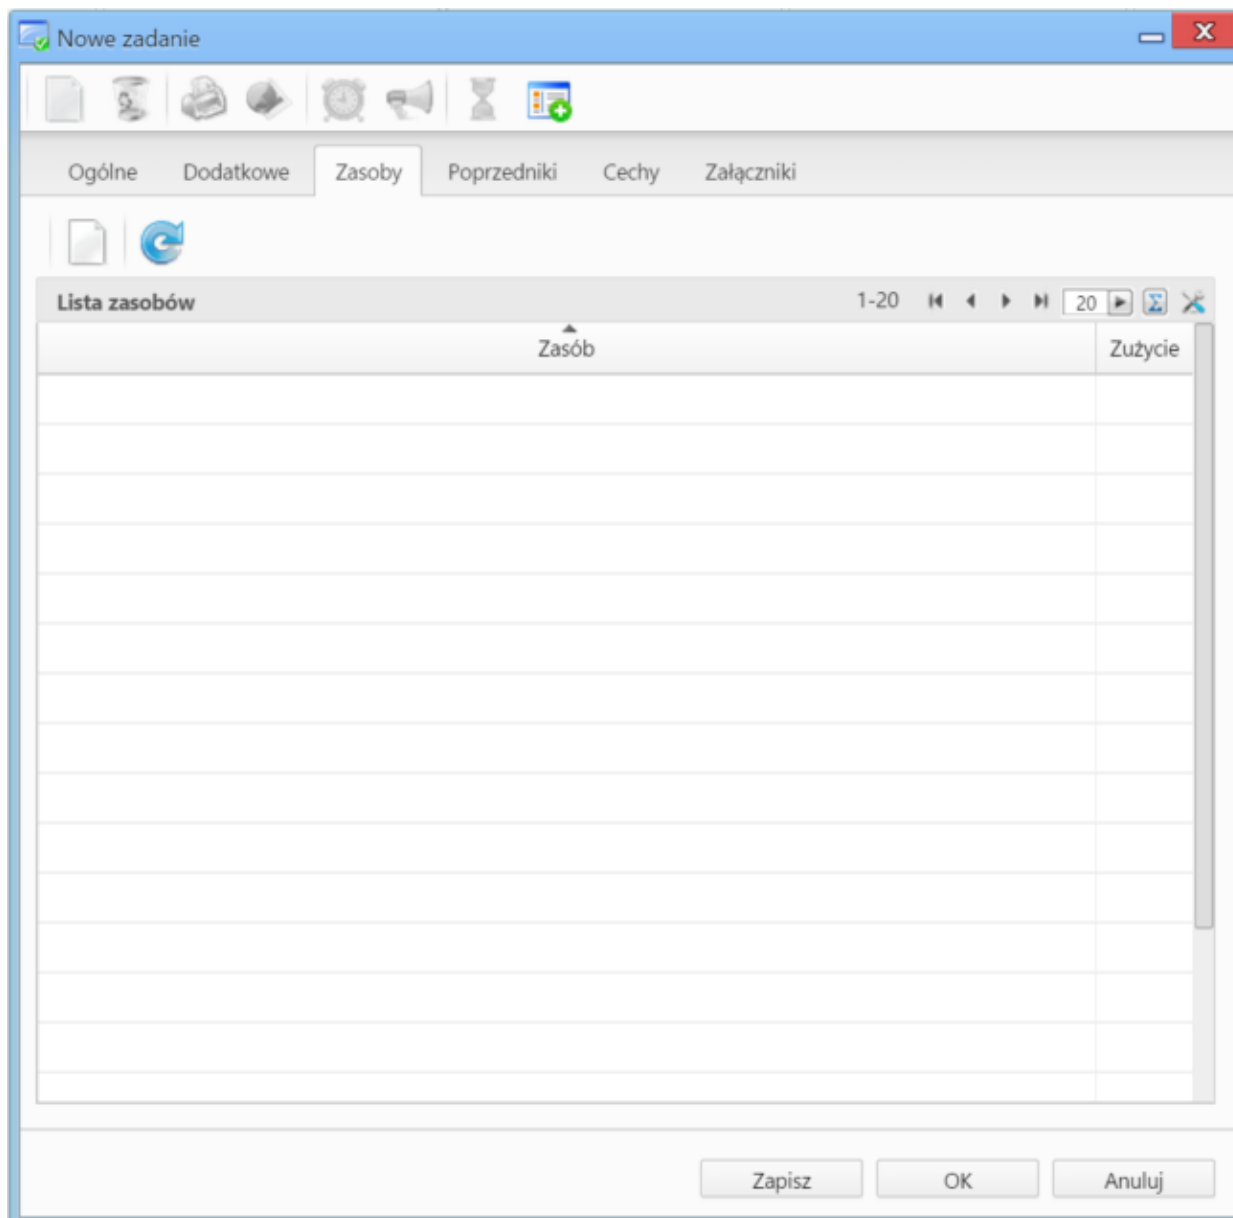 Nowe zadanie
Ogólne Dodatkowe Zasoby Poprzedniki Cechy Załączniki
Lista zasobów 1-20 20
Zasób Zużycie
Zapisz OK Anuluj